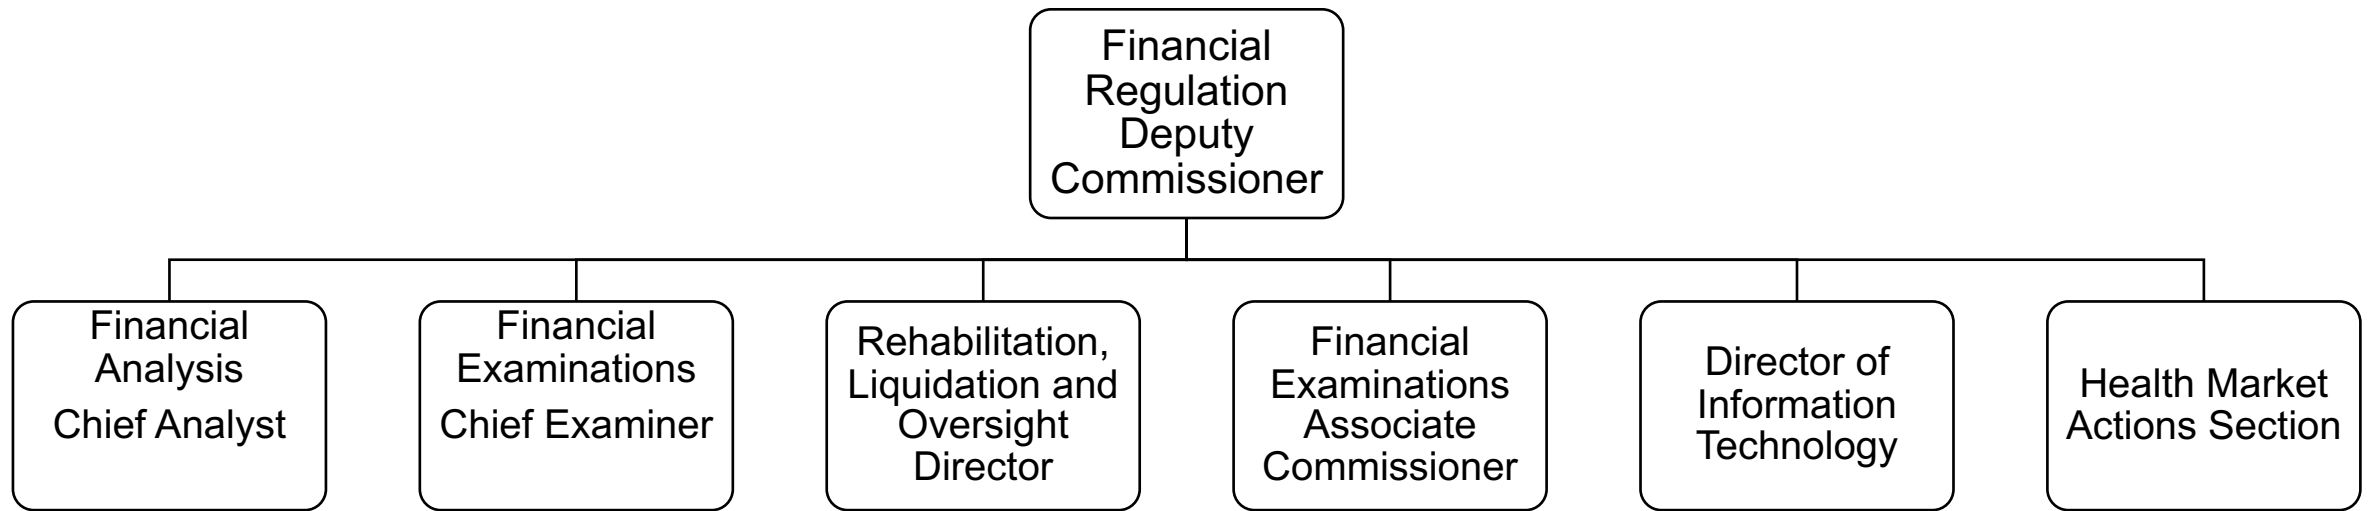 Financial
Regulation
Deputy
Commissioner
Financial
Analysis
Chief Analyst
Financial
Examinations
Chief Examiner
Rehabilitation,
Liquidation and
Oversight
Director
Financial
Examinations
Associate
Commissioner
Director of
Information
Technology
Health Market
Actions Section